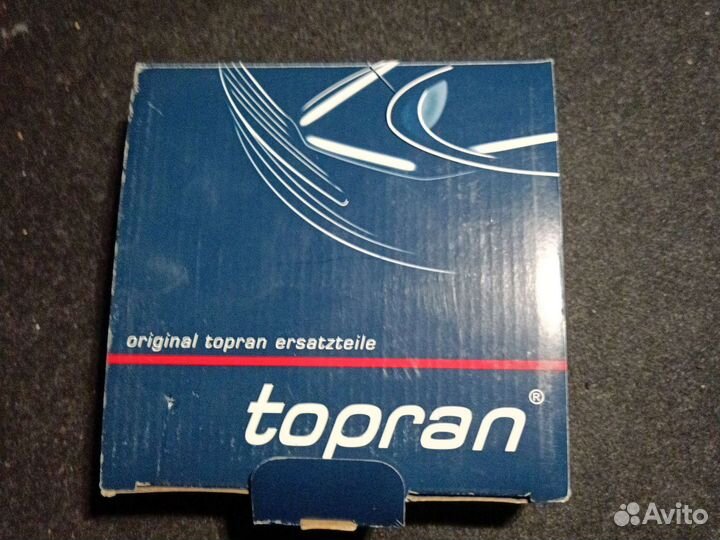 original topran ersatzteile
topran®
Avito